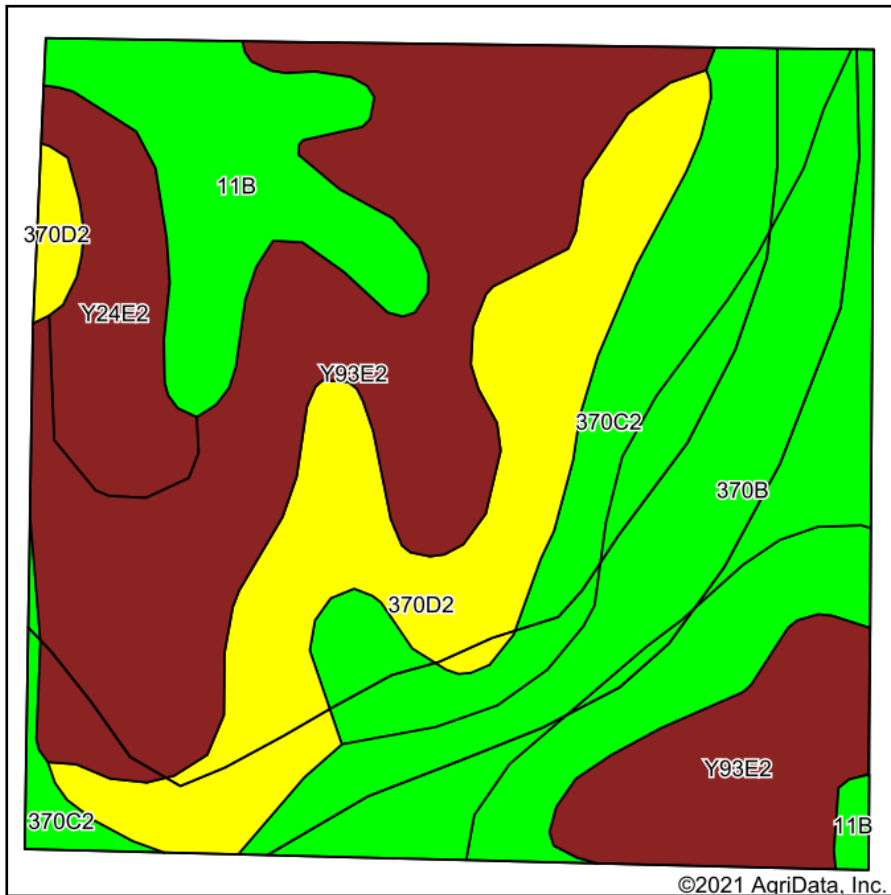 11B
370D2
Y24E2
Y93E2
370C2
370B
370D2
Y93E2
370C2
11B
©2021 AgriData, Inc.